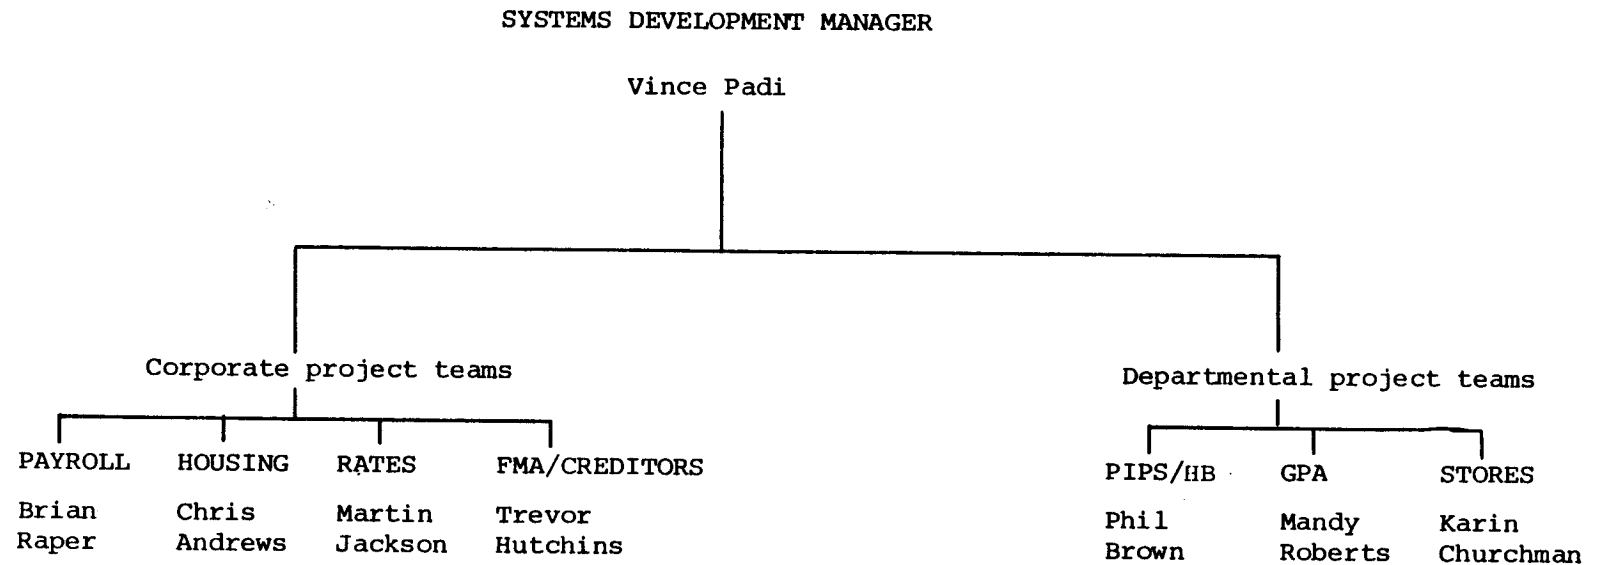 SYSTEMS DEVELOPMENT MANAGER
Vince Padi
Corporate project teams
Departmental project teams
PAYROLL HOUSING RATES FMA/CREDITORS
PIPS/HB GPA STORES
Brian Chris Martin Trevor
Raper Andrews Jackson Hutchins
Phil Mandy Karin
Brown Roberts Churchman